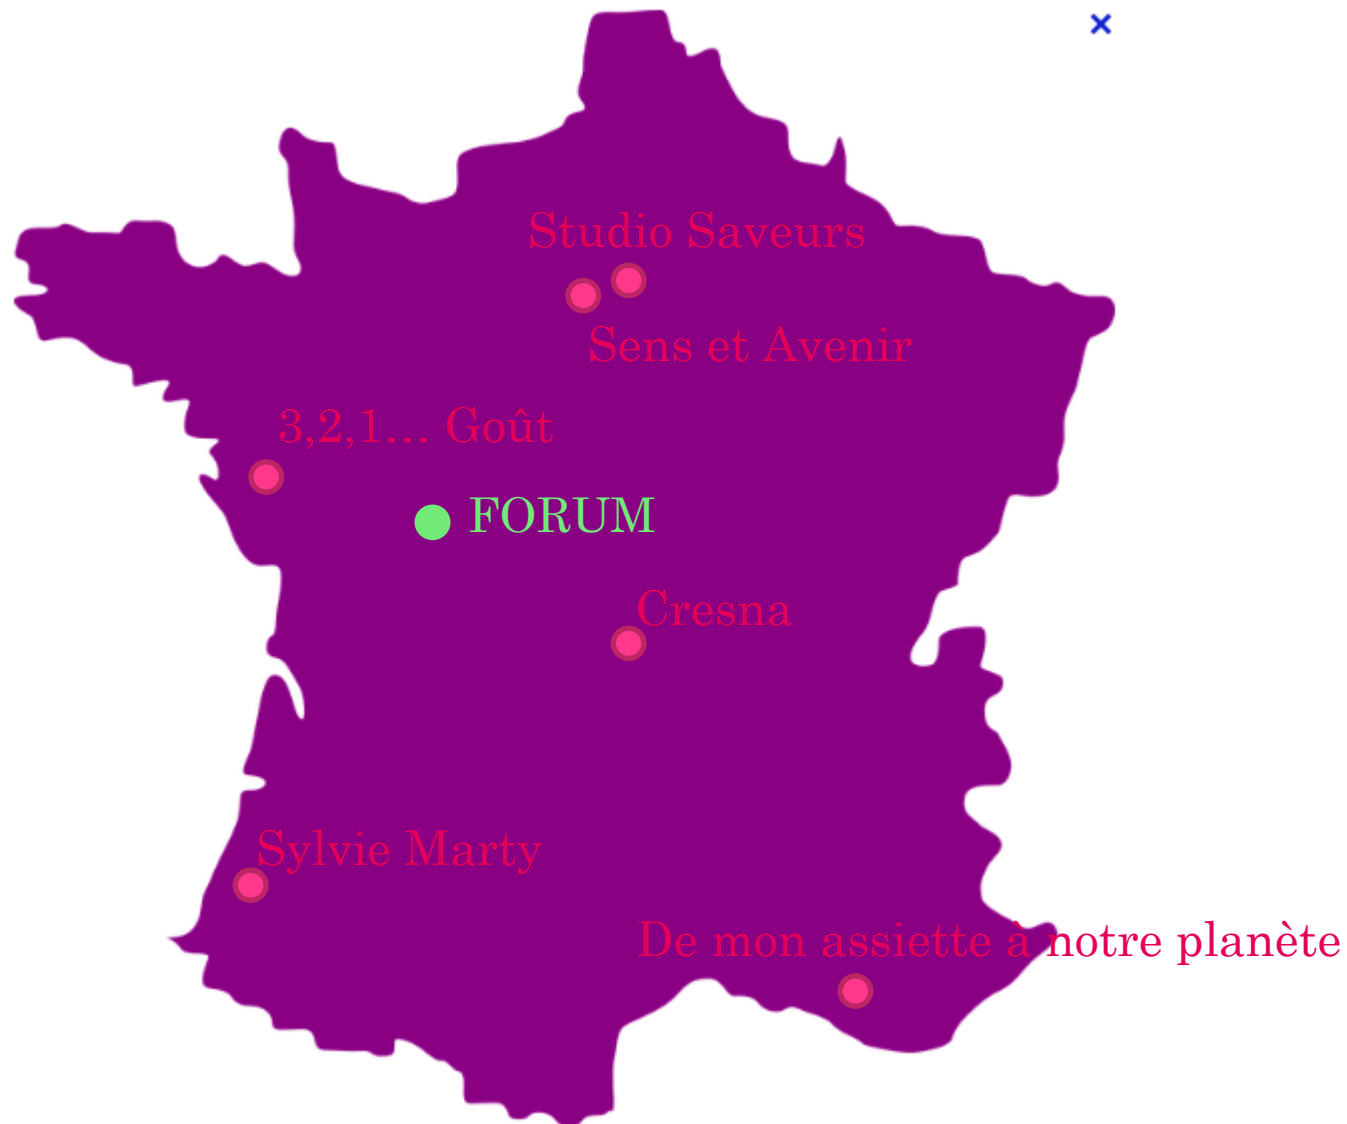 Studio Saveurs
Sens et Avenir
3,2,1... Goût
FORUM
Cresna
Sylvie Marty
De mon assiette à notre planète